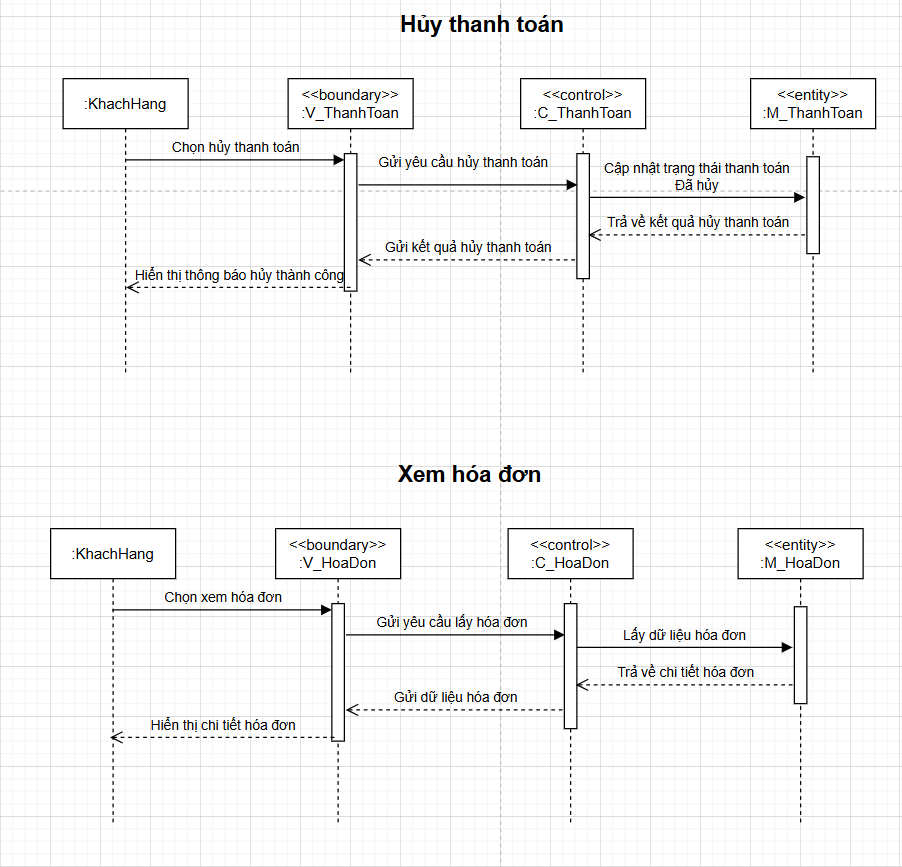 Hủy thanh toán
:KhachHang
<<boundary>>
:V_ThanhToan
<<control>>
:C_ThanhToan
<<entity>>
:M_ThanhToan
Chọn hủy thanh toán
Gửi yêu cầu hủy thanh toán
Cập nhật trạng thái thanh toán
Đã hủy
Trả về kết quả hủy thanh toán
Gửi kết quả hủy thanh toán
Hiển thị thông báo hủy thành công
Xem hóa đơn
:KhachHang
<<boundary>>
:V_HoaDon
<<control>>
:C_HoaDon
<<entity>>
:M_HoaDon
Chọn xem hóa đơn
Gửi yêu cầu lấy hóa đơn
Lấy dữ liệu hóa đơn
Trả về chi tiết hóa đơn
Gửi dữ liệu hóa đơn
Hiển thị chi tiết hóa đơn